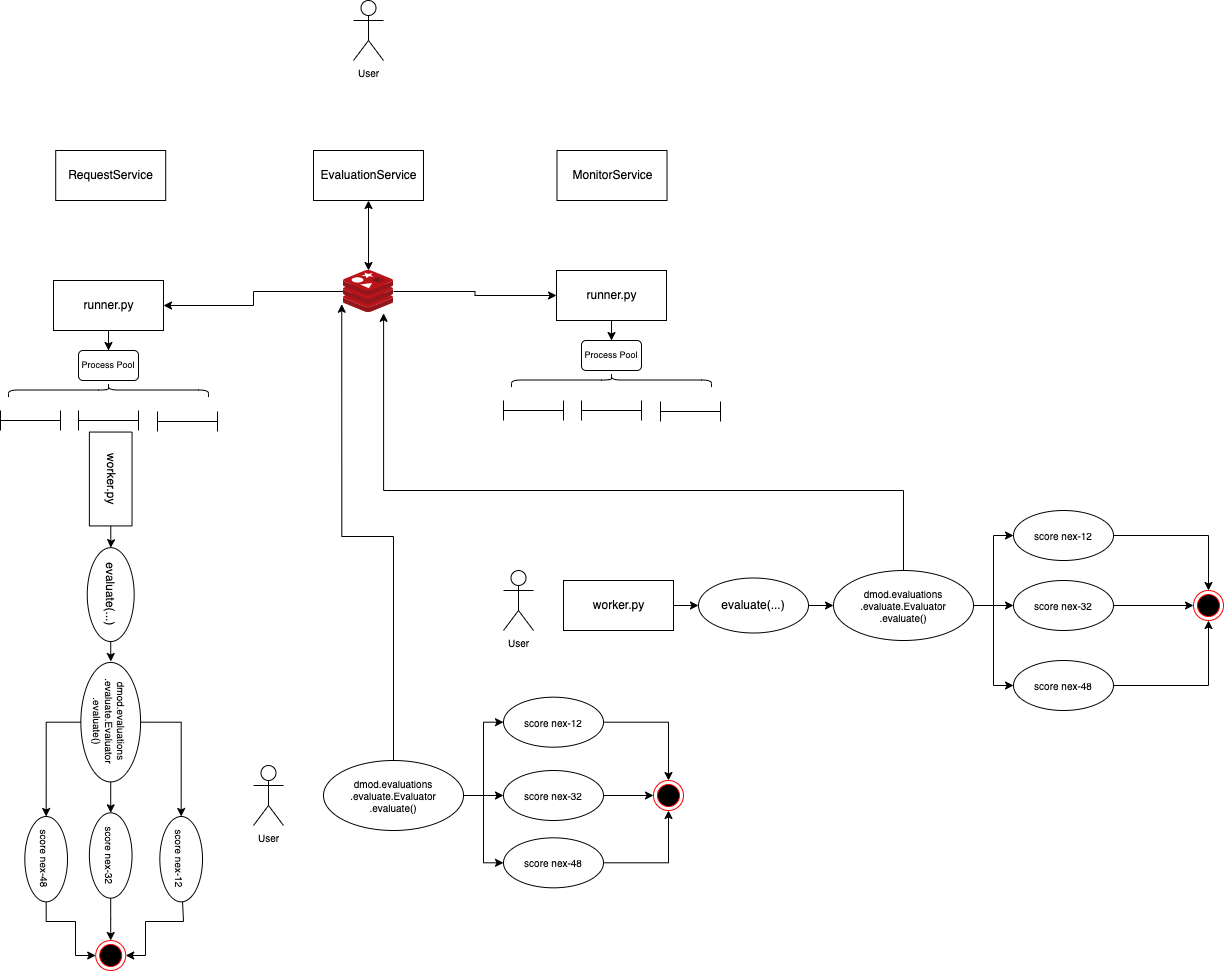 User
RequestService
EvaluationService
MonitorService
runner.py
runner.py
Process Pool
Process Pool
worker.py
evaluate(...)
dmod.evaluations
.evaluate.Evaluator
.evaluate()
score nex-48
score nex-32
score nex-12
User
worker.py
evaluate(...)
dmod.evaluations
.evaluate.Evaluator
.evaluate()
score nex-12
score nex-32
score nex-48
User
dmod.evaluations
.evaluate.Evaluator
.evaluate()
score nex-12
score nex-32
score nex-48